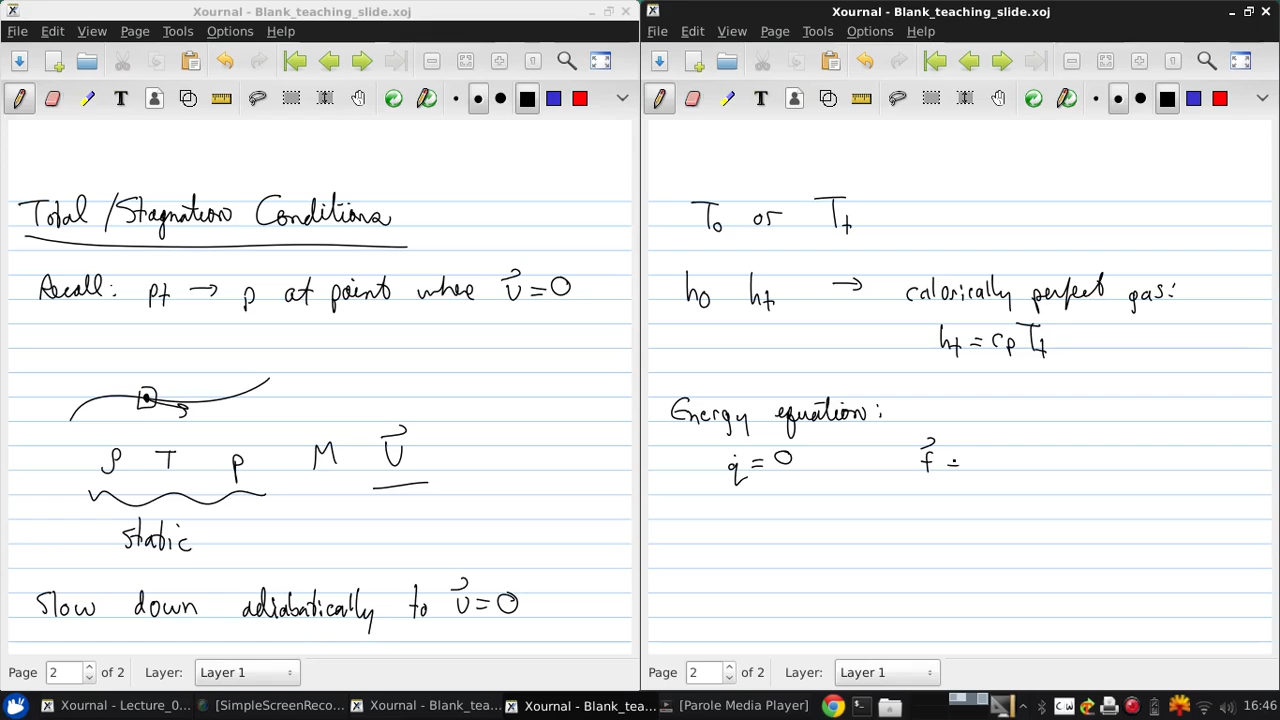 Xournal - Blank_teaching_slide.xoj
File Edit View Page Tools Options Help
Total/Stagnation Conditions
Recall: pt → p at point where v⃗ = 0
ρ T p M V⃗
static
Slow down adiabatically to v⃗ = 0
Page 2 of 2 Layer: Layer 1
Xournal - Blank_teaching_slide.xoj
File Edit View Page Tools Options Help
T₀ or Tt
h₀ ht → calorically perfect gas:
ht = cp Tt
Energy equation:
q̇ = 0 f⃗ =
Page 2 of 2 Layer: Layer 1
Xournal - Lecture_0... [SimpleScreenReco... Xournal - Blank_tea... Xournal - Blank_tea... [Parole Media Player] 16:46